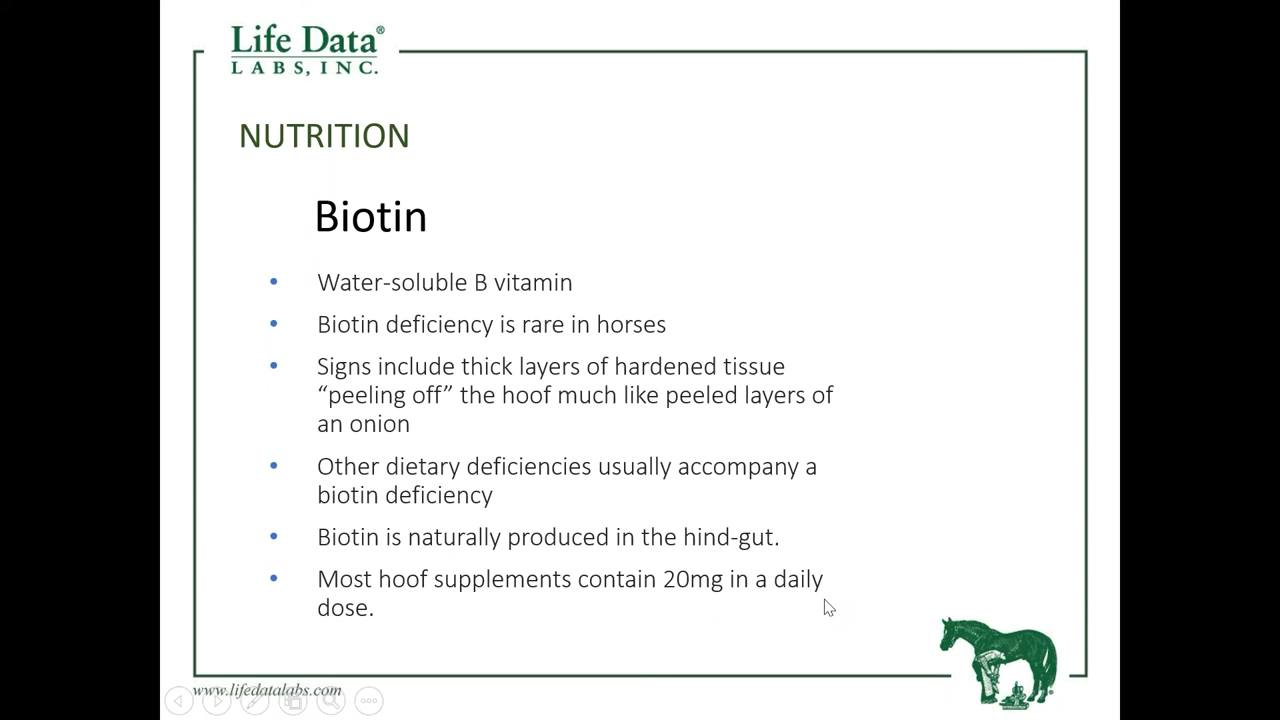 Life Data®
LABS, INC.
NUTRITION
Biotin
• Water-soluble B vitamin
• Biotin deficiency is rare in horses
• Signs include thick layers of hardened tissue
“peeling off” the hoof much like peeled layers of
an onion
• Other dietary deficiencies usually accompany a
biotin deficiency
• Biotin is naturally produced in the hind-gut.
• Most hoof supplements contain 20mg in a daily
dose.
www.lifedatalabs.com